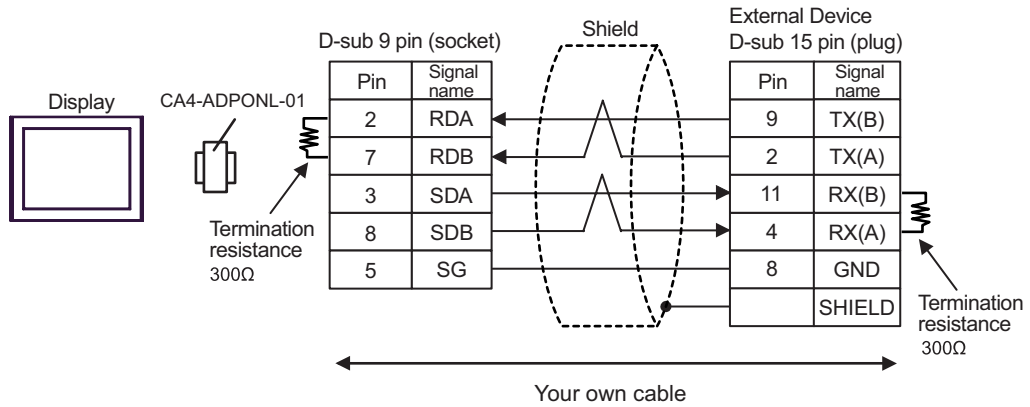 External Device
Shield
D-sub 9 pin (socket)
D-sub 15 pin (plug)
Pin Signal name
Pin Signal name
Display
CA4-ADPONL-01
2 RDA
9 TX(B)
7 RDB
2 TX(A)
3 SDA
11 RX(B)
8 SDB
4 RX(A)
5 SG
8 GND
SHIELD
Termination
resistance
300Ω
Termination
resistance
300Ω
Your own cable